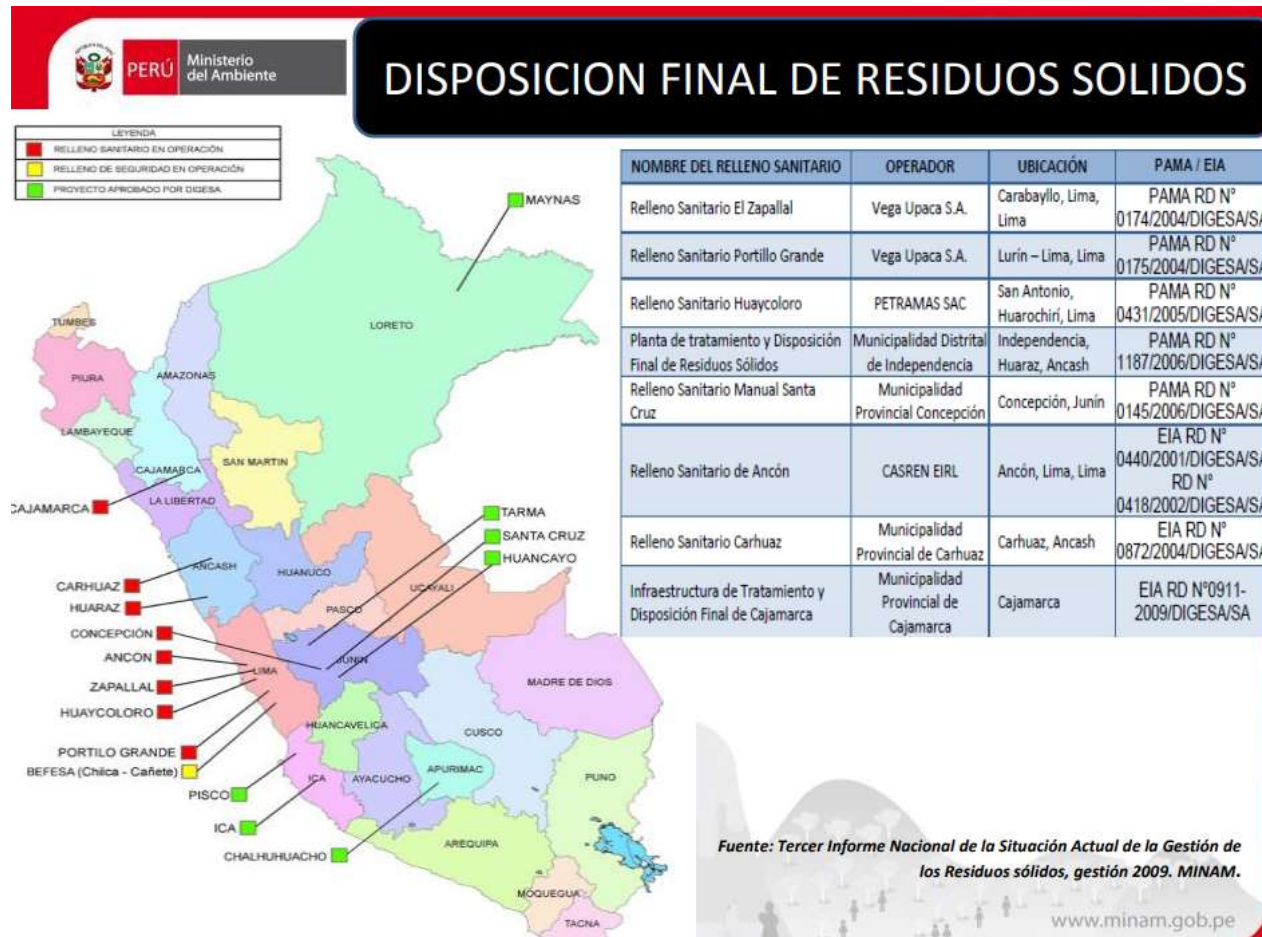 PERÚ
Ministerio
del Ambiente
DISPOSICION FINAL DE RESIDUOS SOLIDOS
LEYENDA
RELLENO SANITARIO EN OPERACIÓN
RELLENO DE SEGURIDAD EN OPERACIÓN
PROYECTO APROBADO POR DIGESA
MAYNAS
LORETO
TUMBES
PIURA
AMAZONAS
LAMBAYEQUE
SAN MARTIN
CAJAMARCA
LA LIBERTAD
CAJAMARCA
TARMA
SANTA CRUZ
HUANCAYO
ANCASH
HUANUCO
UCAYALI
CARHUAZ
HUARAZ
PASCO
CONCEPCIÓN
ANCON
LIMA
JUNIN
ZAPALLAL
MADRE DE DIOS
HUAYCOLORO
HUANCAVELICA
CUSCO
PORTILO GRANDE
BEFESA (Chilca - Cañete)
ICA
AYACUCHO
APURIMAC
PUNO
PISCO
ICA
CHALHUHUACHO
AREQUIPA
MOQUEGUA
TACNA
NOMBRE DEL RELLENO SANITARIO OPERADOR UBICACIÓN PAMA / EIA
Relleno Sanitario El Zapallal Vega Upaca S.A. Carabayllo, Lima, PAMA RD Nº
Lima 0174/2004/DIGESA/SA
Relleno Sanitario Portillo Grande Vega Upaca S.A. Lurín – Lima, Lima PAMA RD Nº
0175/2004/DIGESA/SA
Relleno Sanitario Huaycoloro PETRAMAS SAC San Antonio, PAMA RD Nº
Huarochirí, Lima 0431/2005/DIGESA/SA
Planta de tratamiento y Disposición Municipalidad Distrital Independencia, PAMA RD Nº
Final de Residuos Sólidos de Independencia Huaraz, Ancash 1187/2006/DIGESA/SA
Relleno Sanitario Manual Santa Municipalidad Concepción, Junín PAMA RD Nº
Cruz Provincial Concepción 0145/2006/DIGESA/SA
Relleno Sanitario de Ancón CASREN EIRL Ancón, Lima, Lima EIA RD Nº
0440/2001/DIGESA/SA
RD Nº
0418/2002/DIGESA/SA
Relleno Sanitario Carhuaz Municipalidad Carhuaz, Ancash EIA RD Nº
Provincial de Carhuaz 0872/2004/DIGESA/SA
Infraestructura de Tratamiento y Municipalidad Cajamarca EIA RD Nº0911-
Disposición Final de Cajamarca Provincial de 2009/DIGESA/SA
Cajamarca
Fuente: Tercer Informe Nacional de la Situación Actual de la Gestión de
los Residuos sólidos, gestión 2009. MINAM.
www.minam.gob.pe